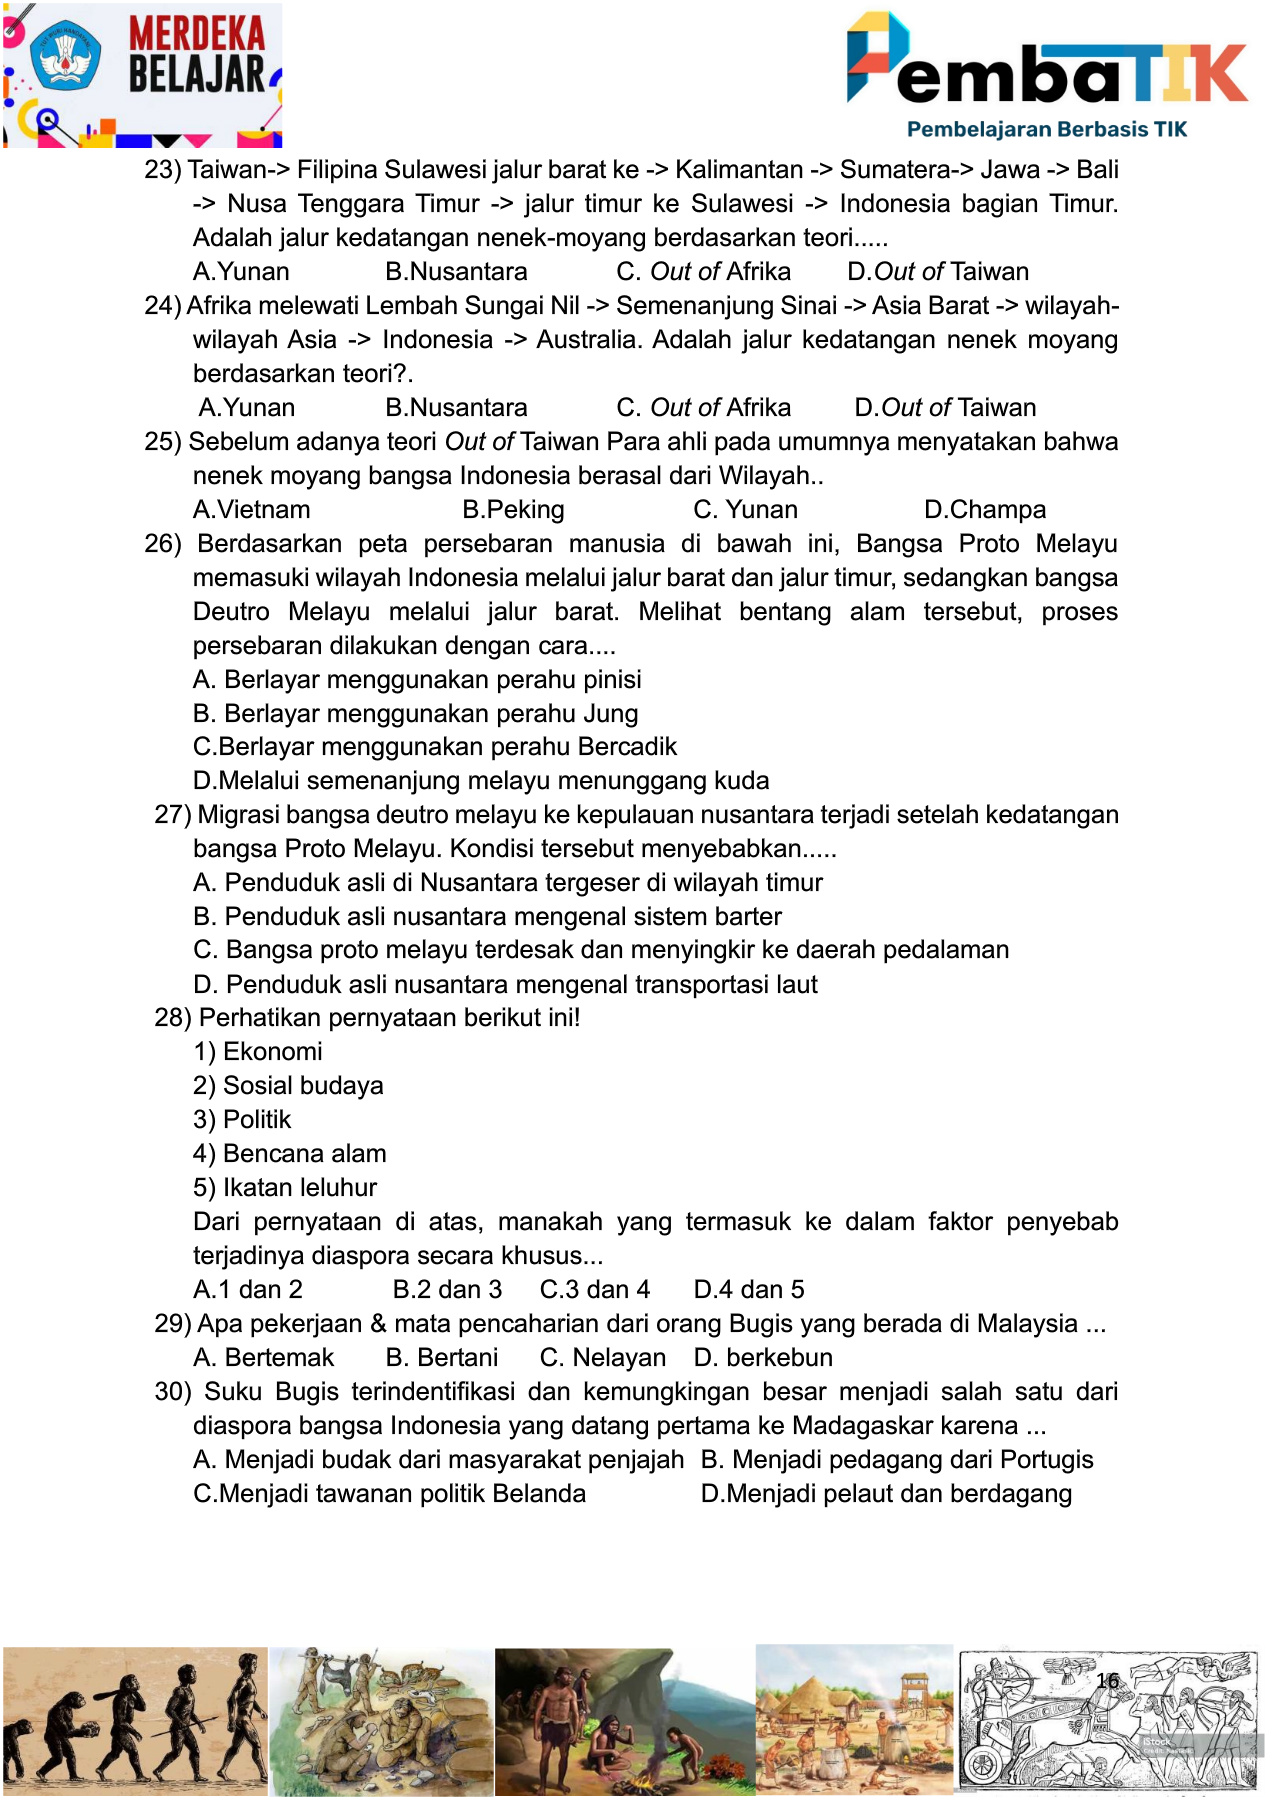 MERDEKA
BELAJAR
TUT WURI HANDAYANI
PembaTIK
Pembelajaran Berbasis TIK
23) Taiwan-> Filipina Sulawesi jalur barat ke -> Kalimantan -> Sumatera-> Jawa -> Bali
-> Nusa Tenggara Timur -> jalur timur ke Sulawesi -> Indonesia bagian Timur.
Adalah jalur kedatangan nenek-moyang berdasarkan teori.....
A.Yunan B.Nusantara C. Out of Afrika D.Out of Taiwan
24) Afrika melewati Lembah Sungai Nil -> Semenanjung Sinai -> Asia Barat -> wilayah-
wilayah Asia -> Indonesia -> Australia. Adalah jalur kedatangan nenek moyang
berdasarkan teori?.
A.Yunan B.Nusantara C. Out of Afrika D.Out of Taiwan
25) Sebelum adanya teori Out of Taiwan Para ahli pada umumnya menyatakan bahwa
nenek moyang bangsa Indonesia berasal dari Wilayah..
A.Vietnam B.Peking C. Yunan D.Champa
26) Berdasarkan peta persebaran manusia di bawah ini, Bangsa Proto Melayu
memasuki wilayah Indonesia melalui jalur barat dan jalur timur, sedangkan bangsa
Deutro Melayu melalui jalur barat. Melihat bentang alam tersebut, proses
persebaran dilakukan dengan cara....
A. Berlayar menggunakan perahu pinisi
B. Berlayar menggunakan perahu Jung
C.Berlayar menggunakan perahu Bercadik
D.Melalui semenanjung melayu menunggang kuda
27) Migrasi bangsa deutro melayu ke kepulauan nusantara terjadi setelah kedatangan
bangsa Proto Melayu. Kondisi tersebut menyebabkan.....
A. Penduduk asli di Nusantara tergeser di wilayah timur
B. Penduduk asli nusantara mengenal sistem barter
C. Bangsa proto melayu terdesak dan menyingkir ke daerah pedalaman
D. Penduduk asli nusantara mengenal transportasi laut
28) Perhatikan pernyataan berikut ini!
1) Ekonomi
2) Sosial budaya
3) Politik
4) Bencana alam
5) Ikatan leluhur
Dari pernyataan di atas, manakah yang termasuk ke dalam faktor penyebab
terjadinya diaspora secara khusus...
A.1 dan 2 B.2 dan 3 C.3 dan 4 D.4 dan 5
29) Apa pekerjaan & mata pencaharian dari orang Bugis yang berada di Malaysia ...
A. Bertemak B. Bertani C. Nelayan D. berkebun
30) Suku Bugis terindentifikasi dan kemungkingan besar menjadi salah satu dari
diaspora bangsa Indonesia yang datang pertama ke Madagaskar karena ...
A. Menjadi budak dari masyarakat penjajah B. Menjadi pedagang dari Portugis
C.Menjadi tawanan politik Belanda D.Menjadi pelaut dan berdagang
16
iStock